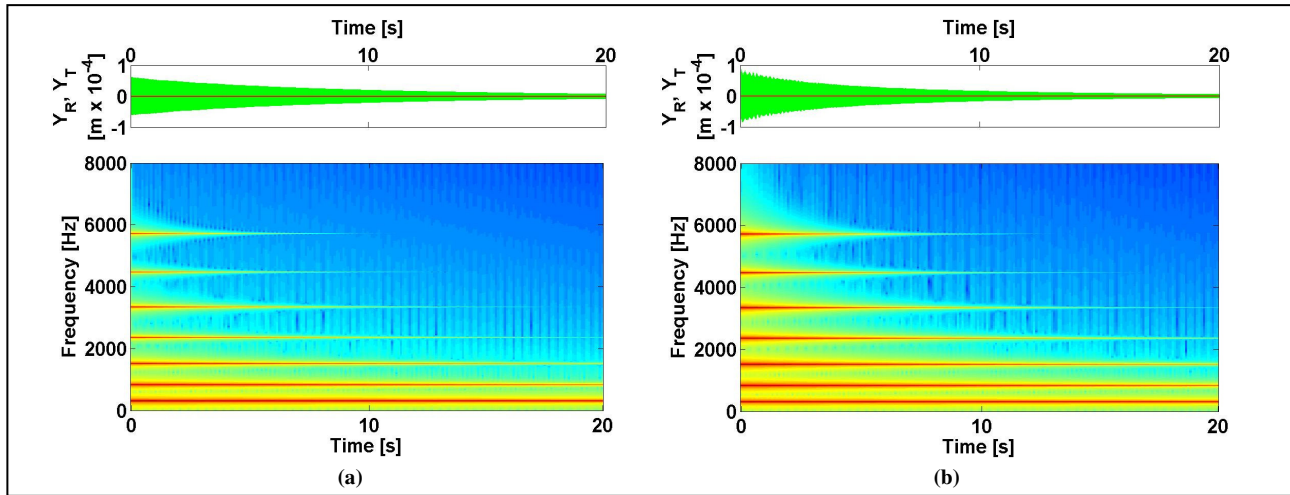 Time [s]
0 10 20
Y_R, Y_T
[m x 10^-4]
1
0
-1
Frequency [Hz]
8000
6000
4000
2000
0
0 10 20
Time [s]
(a)
Time [s]
0 10 20
Y_R, Y_T
[m x 10^-4]
1
0
-1
Frequency [Hz]
8000
6000
4000
2000
0
0 10 20
Time [s]
(b)